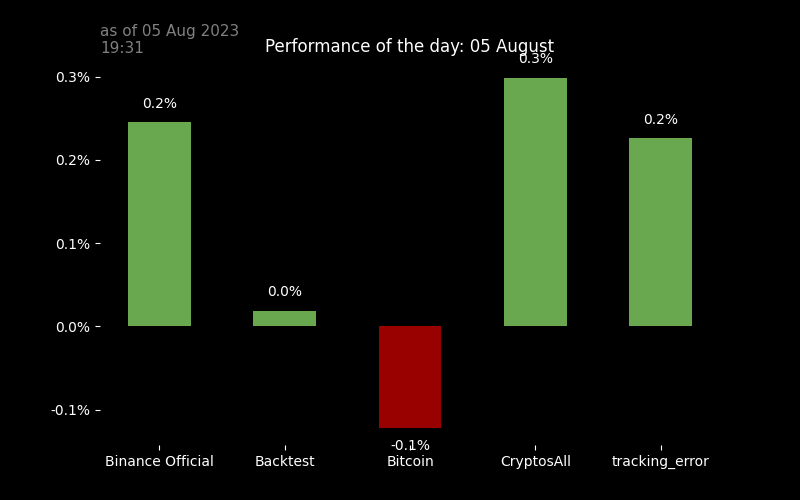 as of 05 Aug 2023
19:31
Performance of the day: 05 August
0.3%
0.2%
0.1%
0.0%
-0.1%
0.2%
0.0%
-0.1%
0.3%
0.2%
Binance Official
Backtest
Bitcoin
CryptosAll
tracking_error